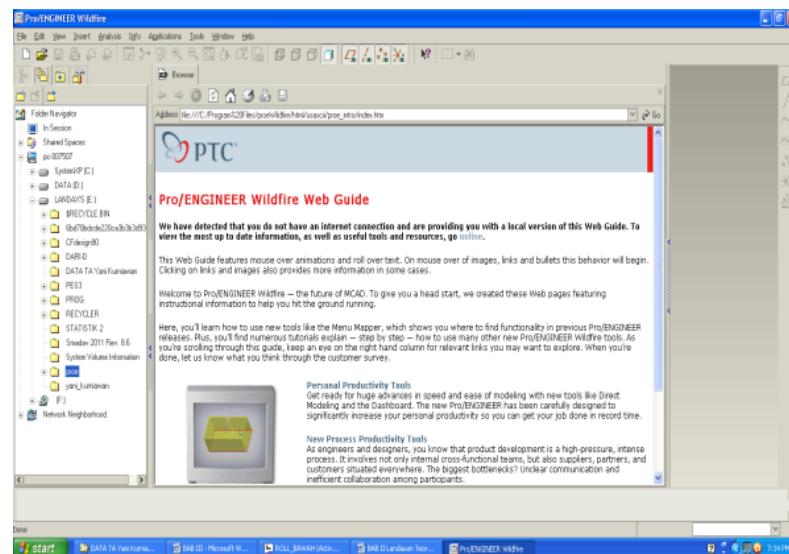 Pro/ENGINEER Wildfire
File Edit View Insert Analysis Info Applications Tools Window Help
Browser
Folder Navigator
In Session
Shared Spaces
pc-007507
SystemXP (C:)
DATA (D:)
LANDAYS (E:)
$RECYCLE.BIN
CFdesign80
DARI-D
DATA TA Yani Kurniawan
PES3
PROG
RECYCLER
STATISTIK 2
Smadav 2011 Rev. 8.6
System Volume Information
proe
yani_kurniawan
(F:)
Network Neighborhood
Address file:///C:/Program%20Files/proeWildfire/html/usascii/proe_intro/index.htm Go
PTC
Pro/ENGINEER Wildfire Web Guide
We have detected that you do not have an internet connection and are providing you with a local version of this Web Guide. To
view the most up to date information, as well as useful tools and resources, go online.
This Web Guide features mouse over animations and roll over text. On mouse over of images, links and bullets this behavior will begin.
Clicking on links and images also provides more information in some cases.
Welcome to Pro/ENGINEER Wildfire — the future of MCAD. To give you a head start, we created these Web pages featuring
instructional information to help you hit the ground running.
Here, you'll learn how to use new tools like the Menu Mapper, which shows you where to find functionality in previous Pro/ENGINEER
releases. Plus, you'll find numerous tutorials explain — step by step — how to use many other new Pro/ENGINEER Wildfire tools. As
you're scrolling through this guide, keep an eye on the right hand column for relevant links you may want to explore. When you're
done, let us know what you think through the customer survey.
Personal Productivity Tools
Get ready for huge advances in speed and ease of modeling with new tools like Direct
Modeling and the Dashboard. The new Pro/ENGINEER has been carefully designed to
significantly increase your personal productivity so you can get your job done in record time.
New Process Productivity Tools
As engineers and designers, you know that product development is a high-pressure, intense
process. It involves not only internal cross-functional teams, but also suppliers, partners, and
customers situated everywhere. The biggest bottlenecks? Unclear communication and
inefficient collaboration among participants.
Done
start DATA TA Yani Kurnia... BAB III - Microsoft W... ROLL_BAWAH (Activ... BAB II Landasan Teor... Pro/ENGINEER Wildfire 7:34 PM